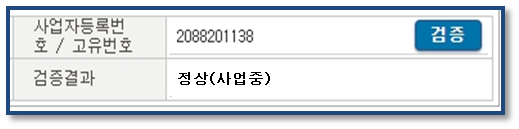 사업자등록번
호 / 고유번호
2088201138
검증
검증결과
정상(사업중)